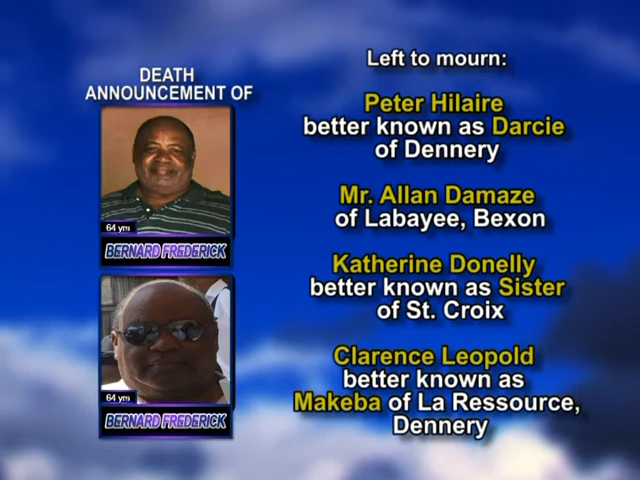 DEATH
ANNOUNCEMENT OF
64 yrs
BERNARD FREDERICK
64 yrs
BERNARD FREDERICK
Left to mourn:
Peter Hilaire
better known as Darcie
of Dennery
Mr. Allan Damaze
of Labayee, Bexon
Katherine Donelly
better known as Sister
of St. Croix
Clarence Leopold
better known as
Makeba of La Ressource,
Dennery